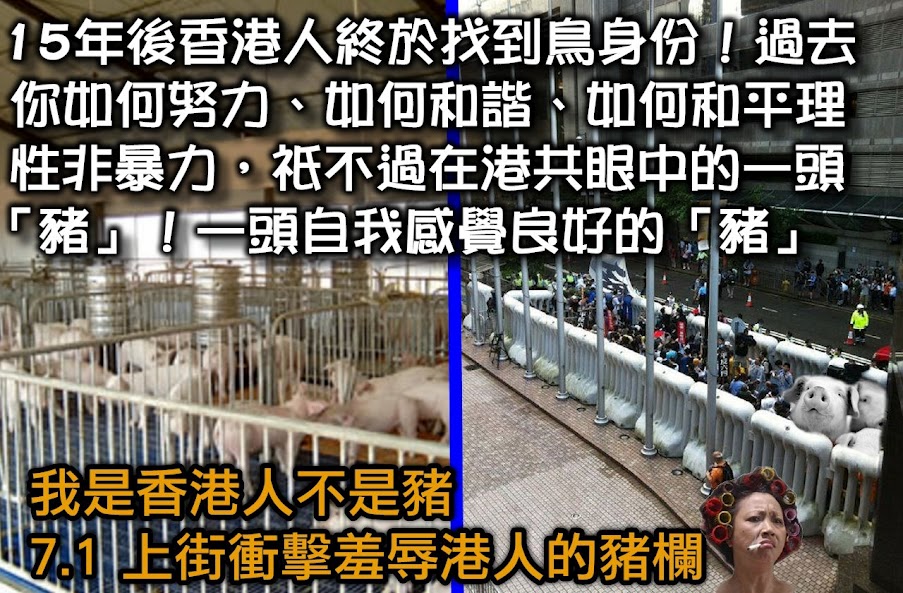 15年後香港人終於找到鳥身份！過去
你如何努力、如何和諧、如何和平理
性非暴力，祇不過在港共眼中的一頭
「豬」！一頭自我感覺良好的「豬」
我是香港人不是豬
7.1 上街衝擊羞辱港人的豬欄